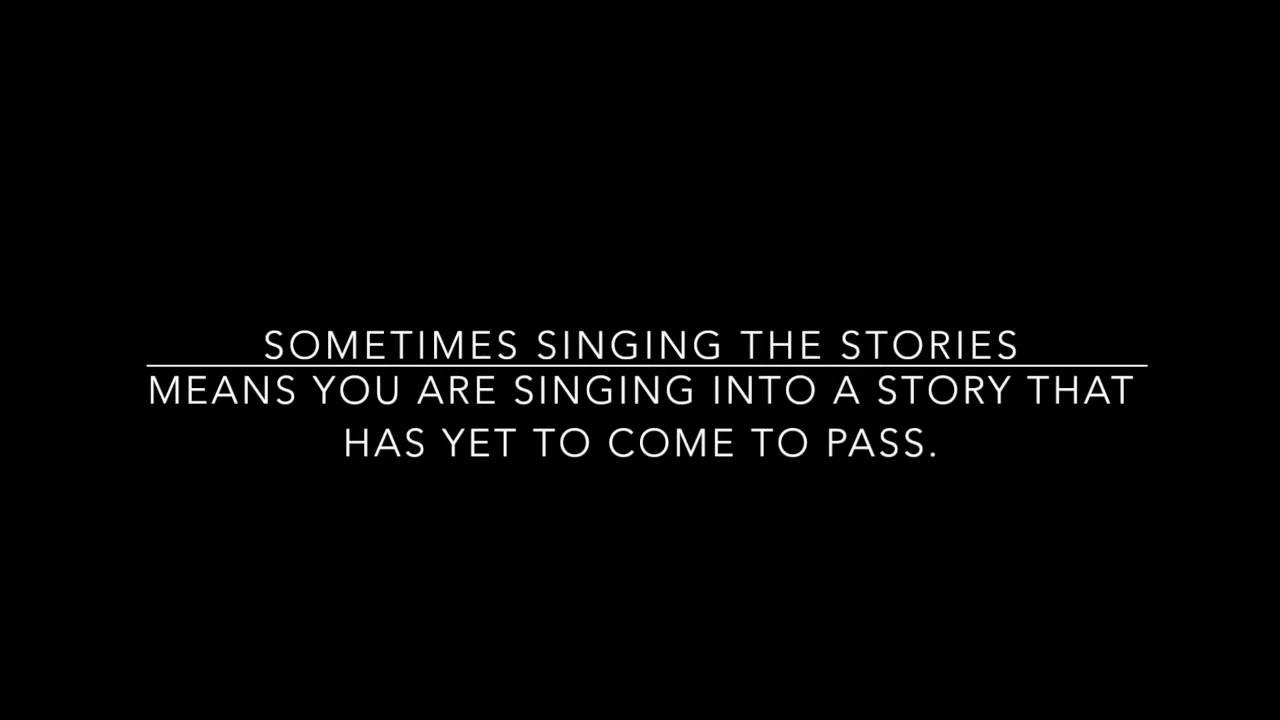 SOMETIMES SINGING THE STORIES
MEANS YOU ARE SINGING INTO A STORY THAT
HAS YET TO COME TO PASS.